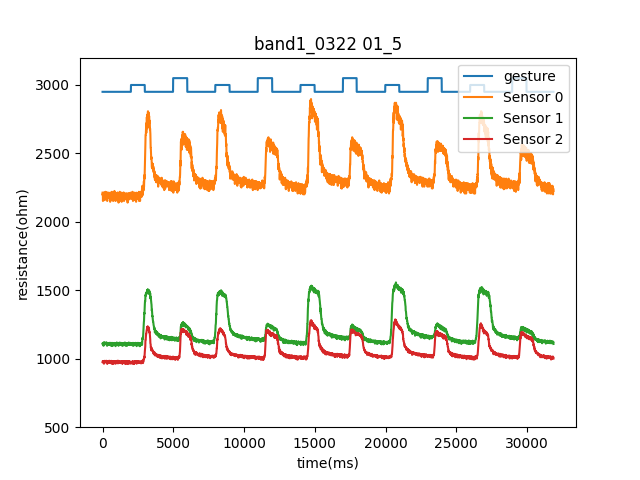 band1_0322 01_5
gesture
Sensor 0
Sensor 1
Sensor 2
3000
2500
2000
1500
1000
500
resistance(ohm)
0
5000
10000
15000
20000
25000
30000
time(ms)